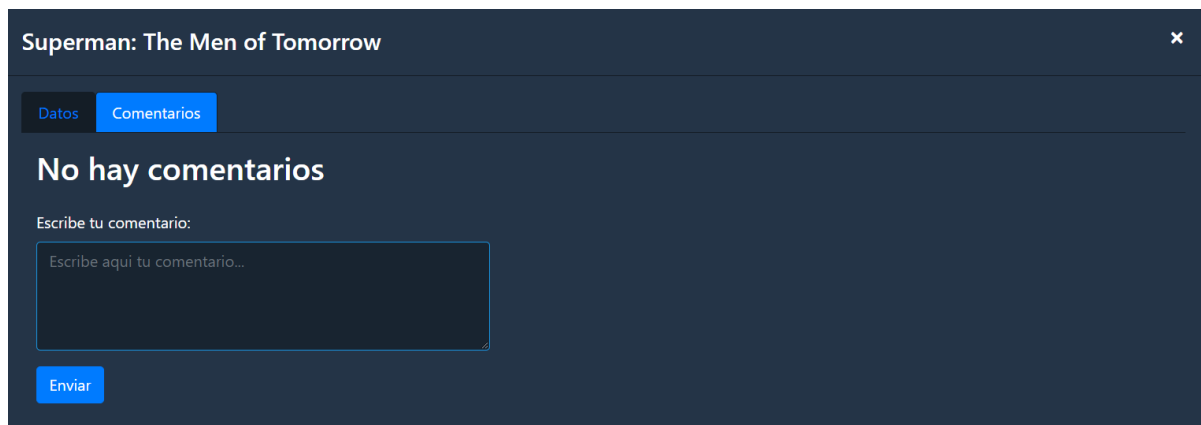 Superman: The Men of Tomorrow
×
Datos Comentarios
No hay comentarios
Escribe tu comentario:
Escribe aqui tu comentario...
Enviar